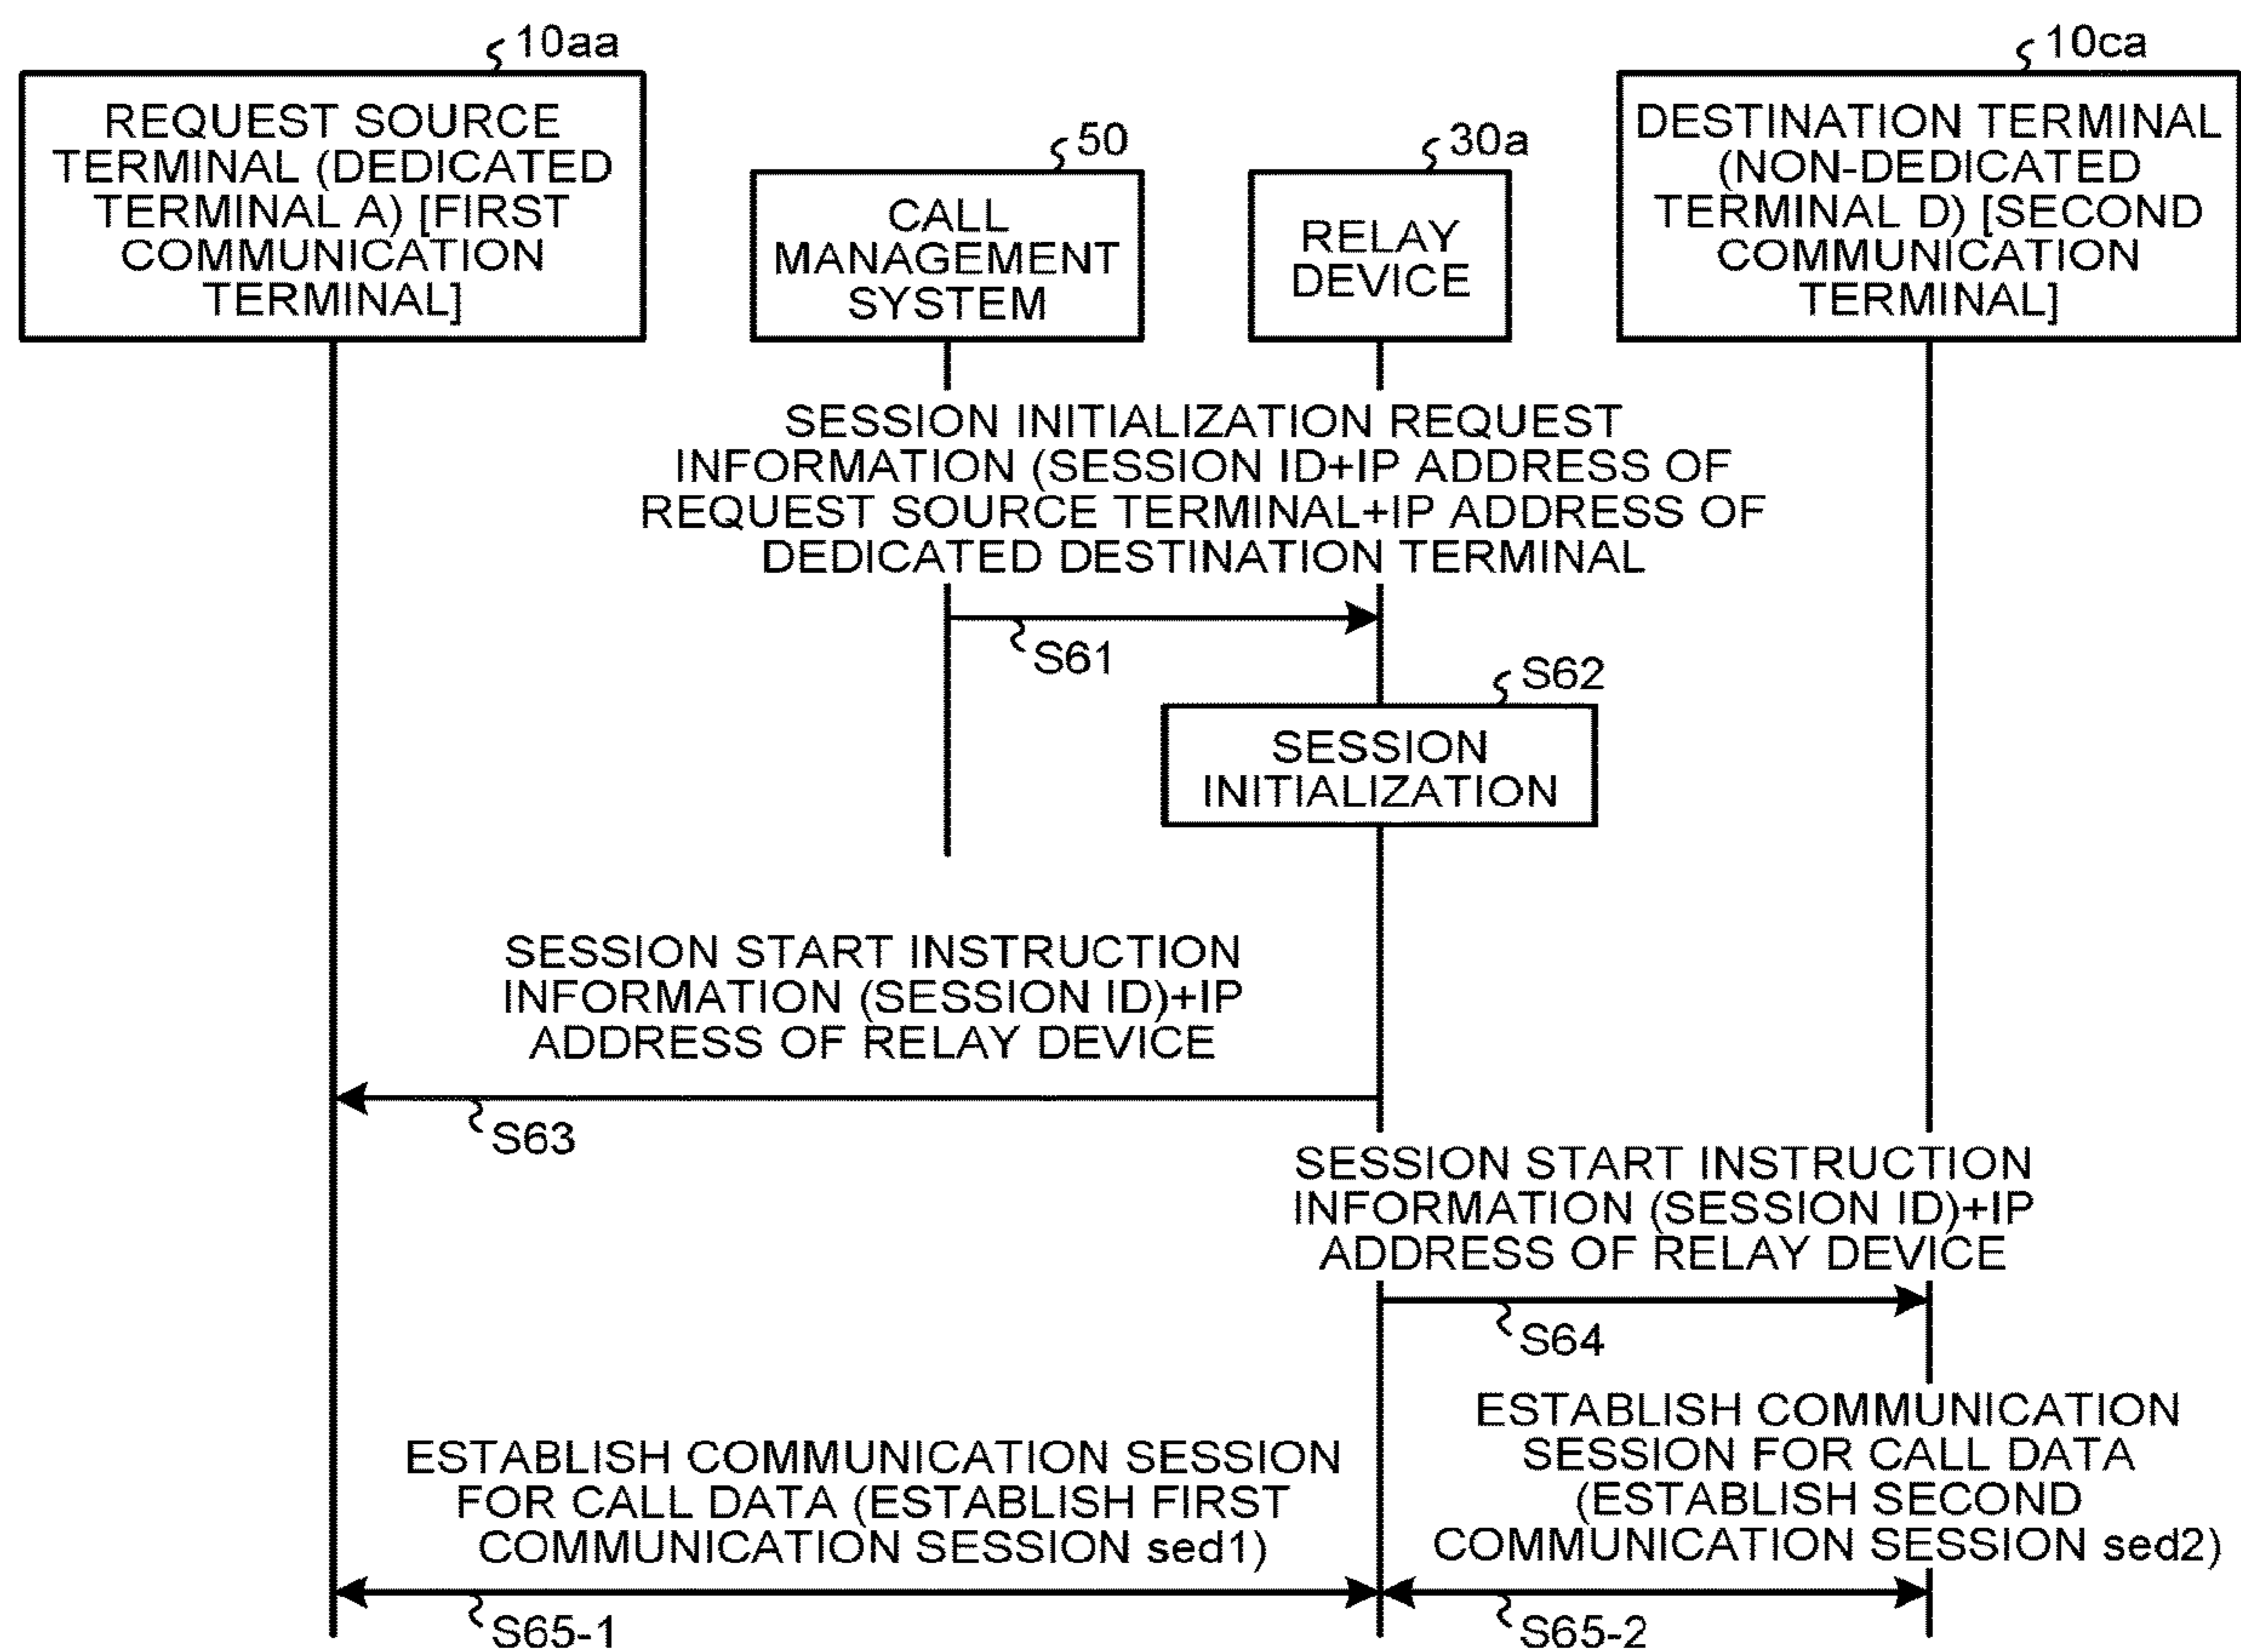 10aa
REQUEST SOURCE
TERMINAL (DEDICATED
TERMINAL A) [FIRST
COMMUNICATION
TERMINAL]
50
CALL
MANAGEMENT
SYSTEM
30a
RELAY
DEVICE
10ca
DESTINATION TERMINAL
(NON-DEDICATED
TERMINAL D) [SECOND
COMMUNICATION
TERMINAL]
SESSION INITIALIZATION REQUEST
INFORMATION (SESSION ID+IP ADDRESS OF
REQUEST SOURCE TERMINAL+IP ADDRESS OF
DEDICATED DESTINATION TERMINAL
S61
S62
SESSION
INITIALIZATION
SESSION START INSTRUCTION
INFORMATION (SESSION ID)+IP
ADDRESS OF RELAY DEVICE
S63
SESSION START INSTRUCTION
INFORMATION (SESSION ID)+IP
ADDRESS OF RELAY DEVICE
S64
ESTABLISH COMMUNICATION SESSION
FOR CALL DATA (ESTABLISH FIRST
COMMUNICATION SESSION sed1)
S65-1
ESTABLISH COMMUNICATION
SESSION FOR CALL DATA
(ESTABLISH SECOND
COMMUNICATION SESSION sed2)
S65-2